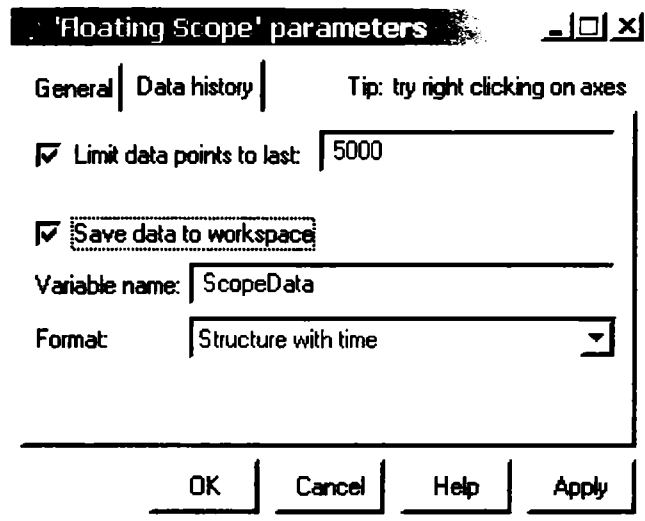 'Floating Scope' parameters
General Data history Tip: try right clicking on axes
Limit data points to last: 5000
Save data to workspace
Variable name: ScopeData
Format: Structure with time
OK Cancel Help Apply